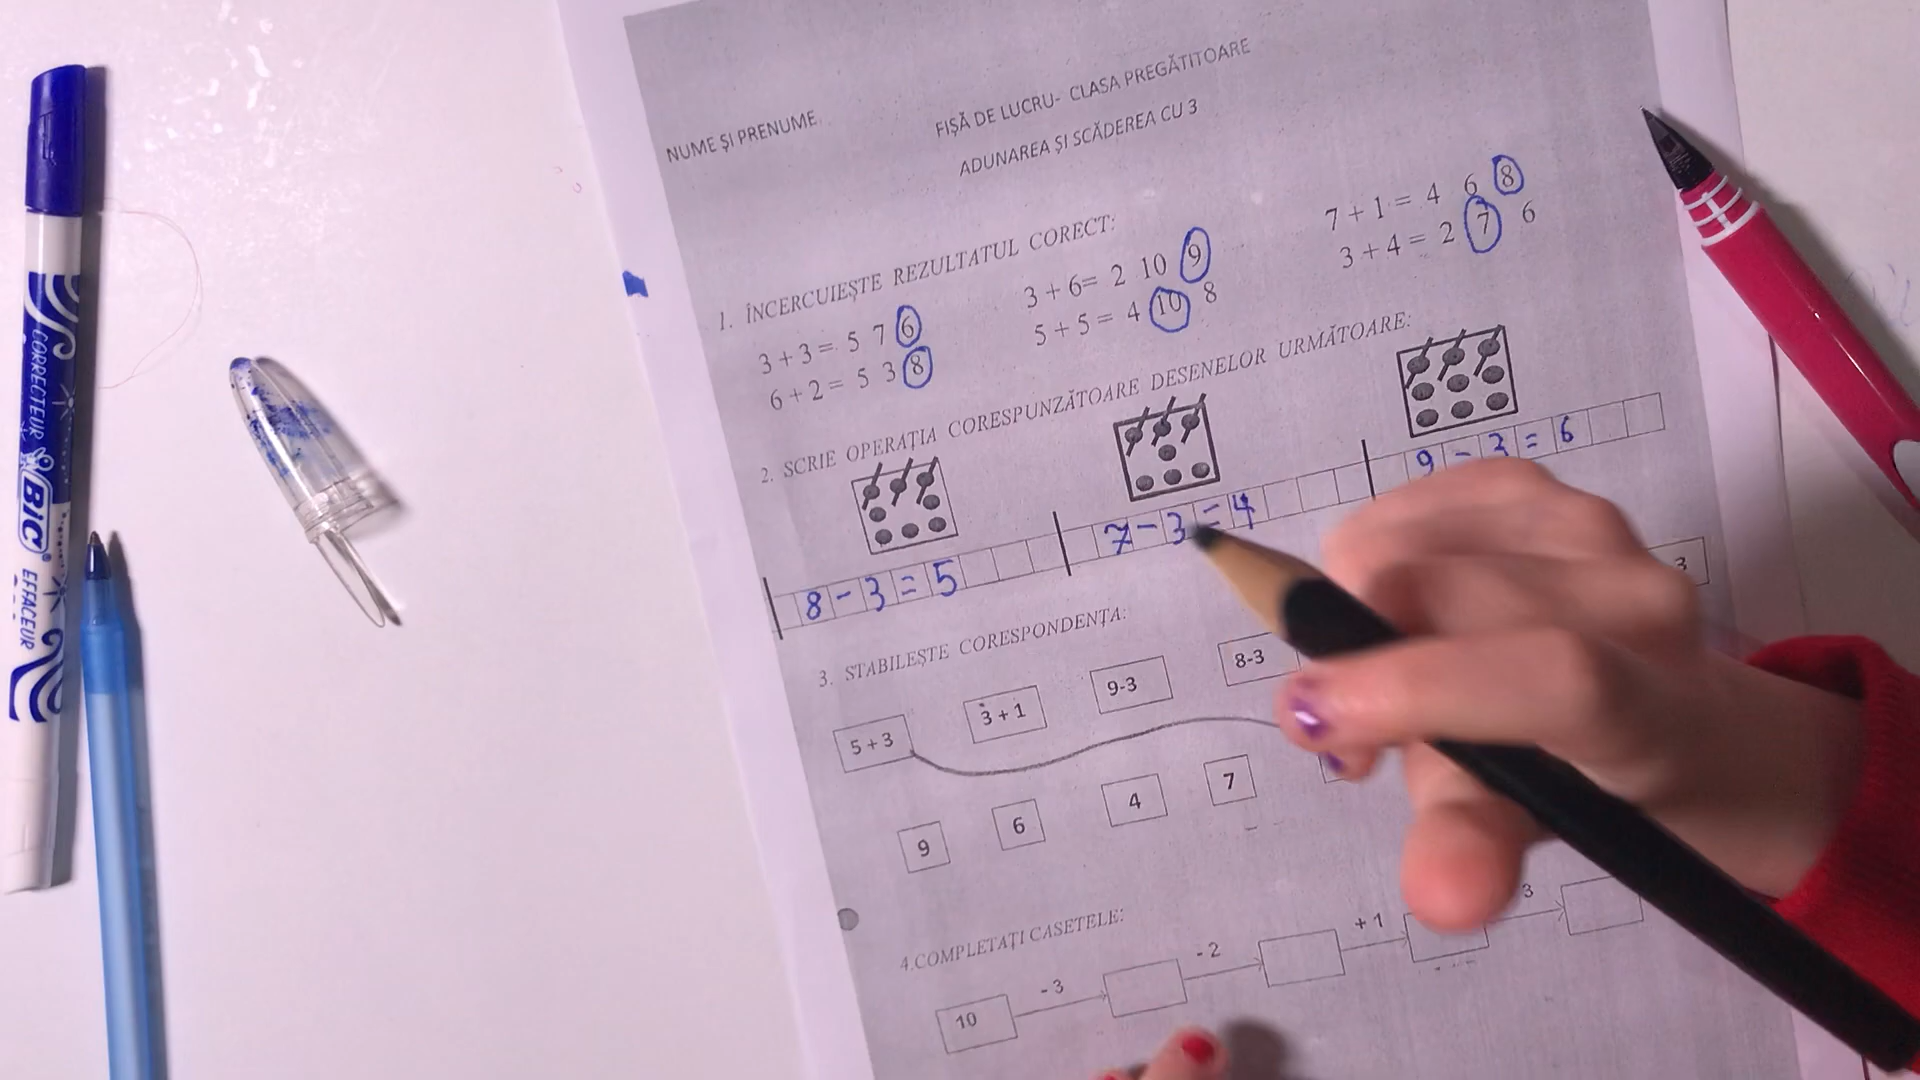 NUME ȘI PRENUME
FIȘĂ DE LUCRU- CLASA PREGĂTITOARE
ADUNAREA ȘI SCĂDEREA CU 3
1. ÎNCERCUIEȘTE REZULTATUL CORECT:
3 + 3 = 5 7 6
6 + 2 = 5 3 8
3 + 6= 2 10 9
5 + 5 = 4 10 8
7 + 1 = 4 6 8
3 + 4 = 2 7 6
2. SCRIE OPERAȚIA CORESPUNZĂTOARE DESENELOR URMĂTOARE:
8 - 3 = 5
7 - 3 = 4
9 - 3 = 6
3. STABILEȘTE CORESPONDENȚA:
5 + 3
3 + 1
9-3
8-3
3
9
6
4
7
4.COMPLETAȚI CASETELE:
10
- 3
- 2
+ 1
3
CORRECTEUR
BIC
EFFACEUR